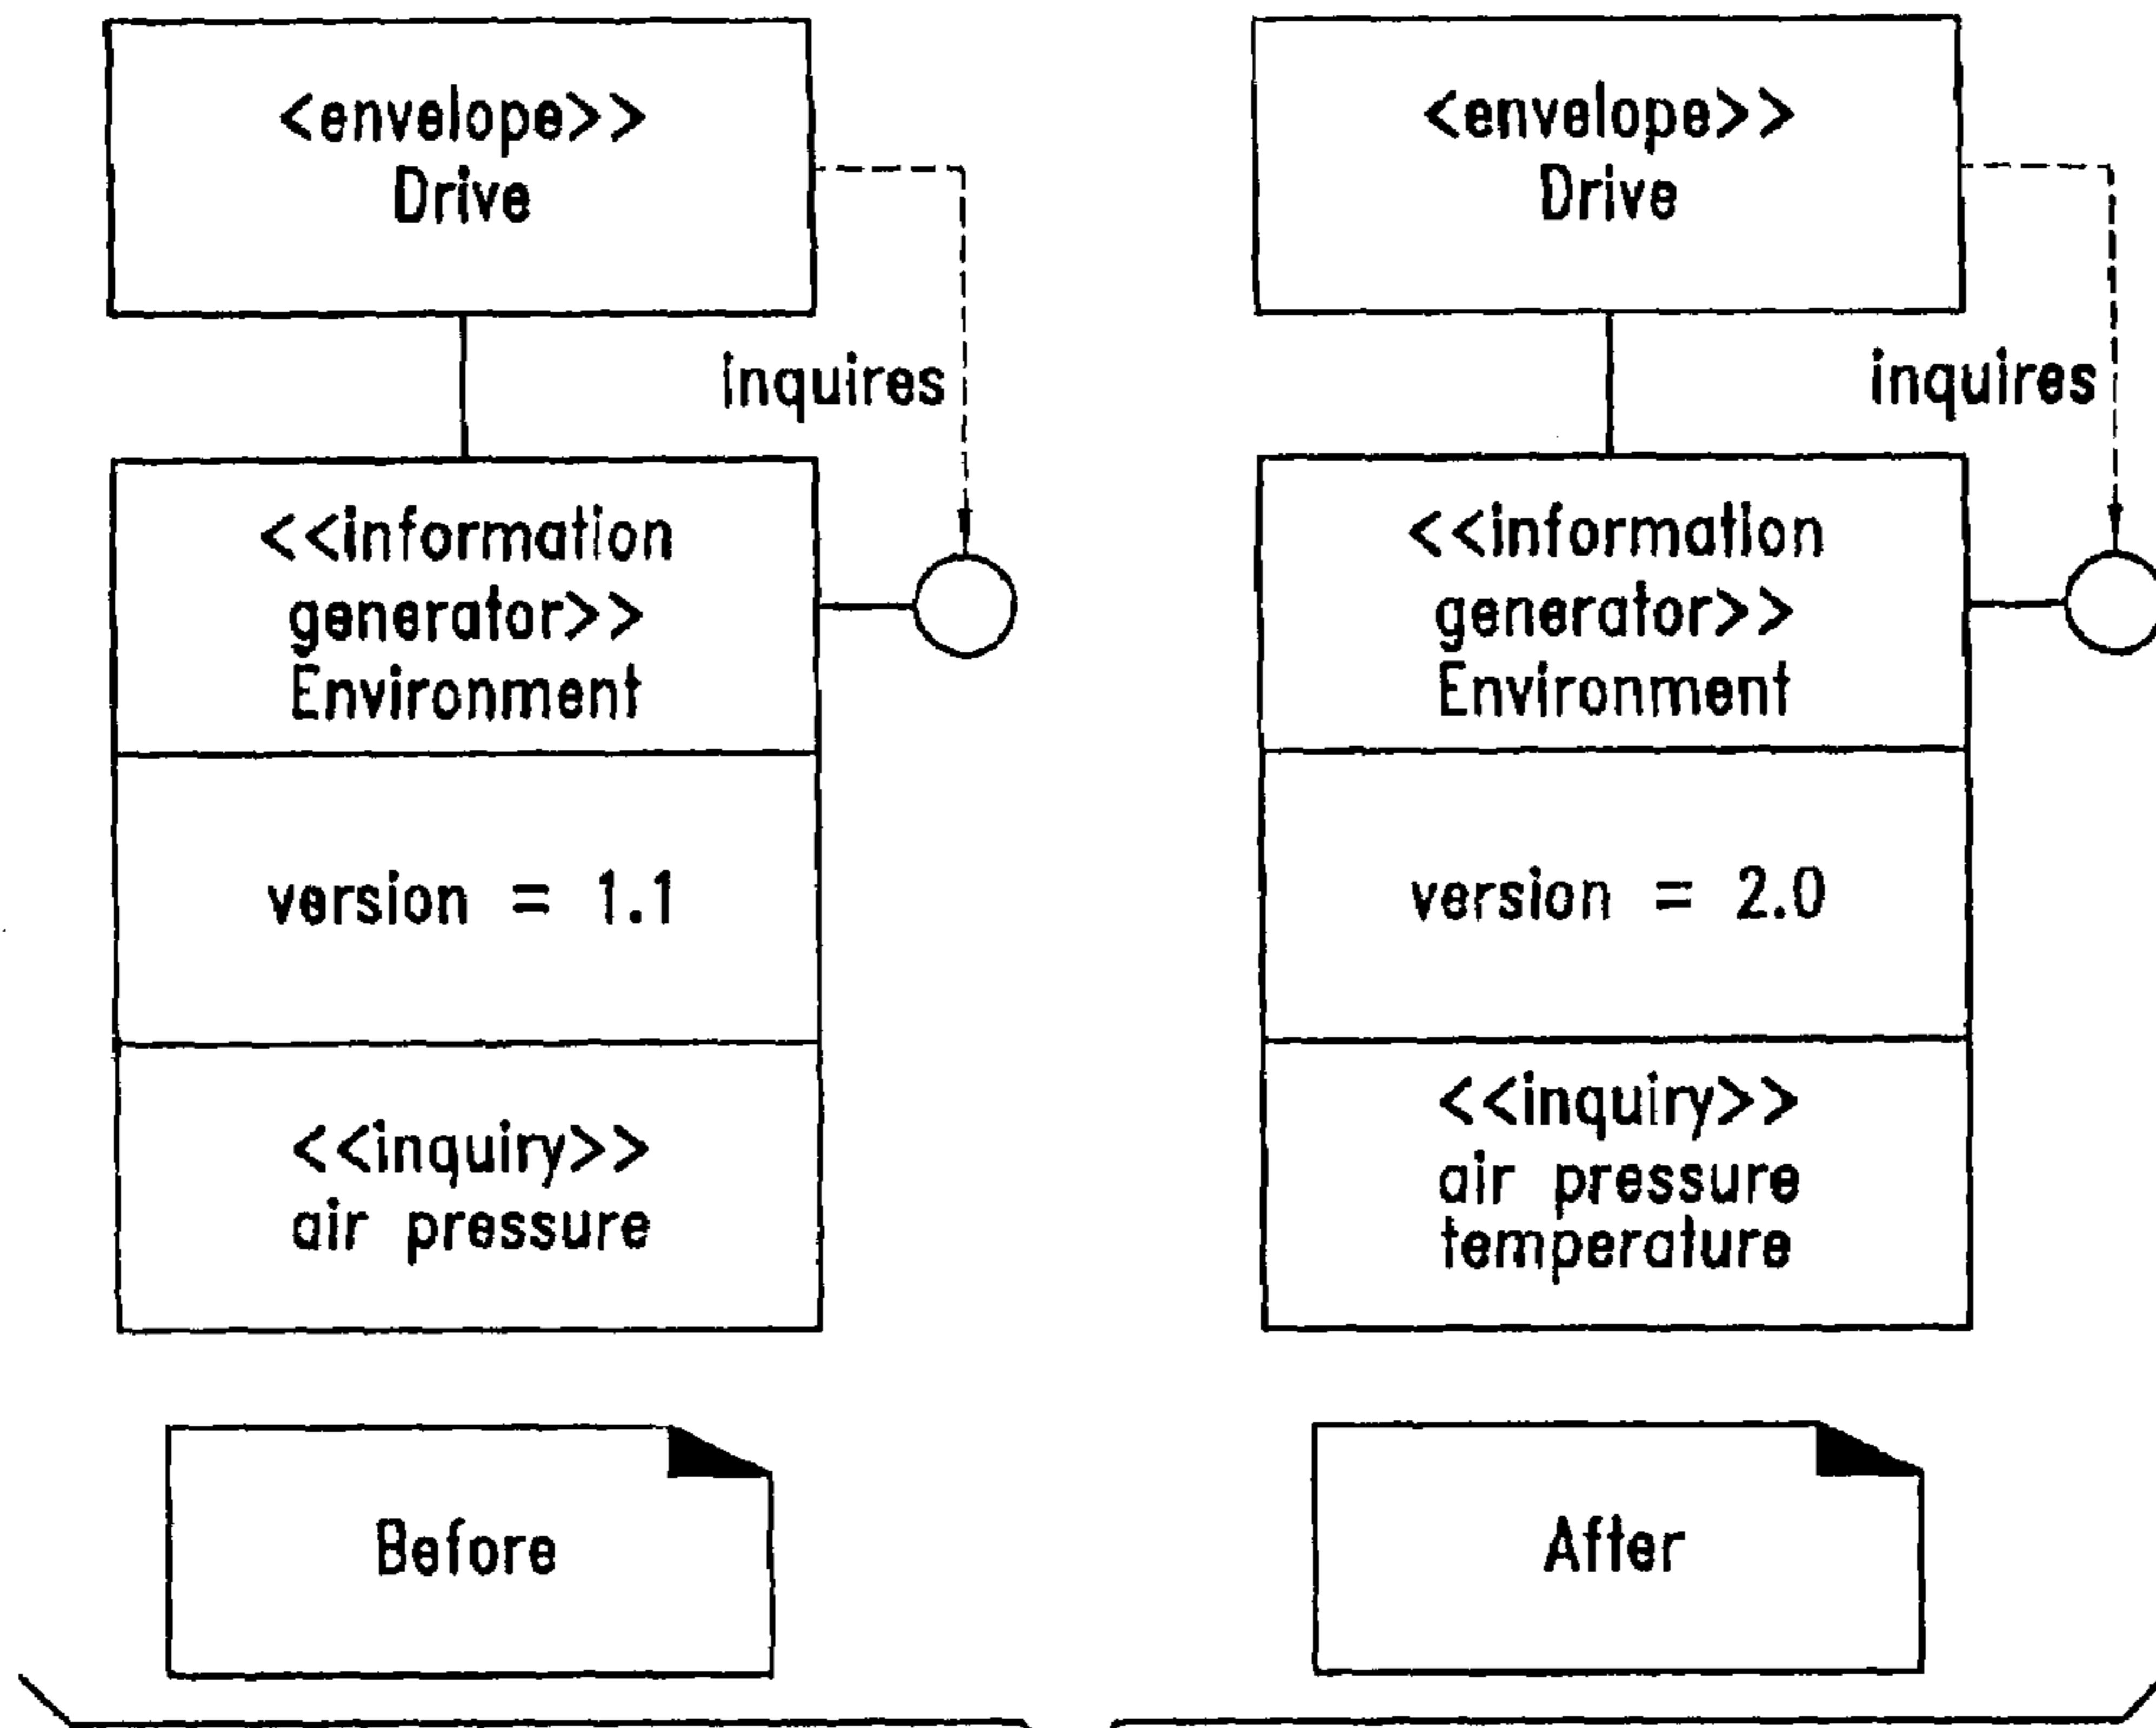 <envelope>>
Drive
inquires
<<information
generator>>
Environment
version = 1.1
<<inquiry>>
air pressure
Before
<envelope>>
Drive
inquires
<<information
generator>>
Environment
version = 2.0
<<inquiry>>
air pressure
temperature
After